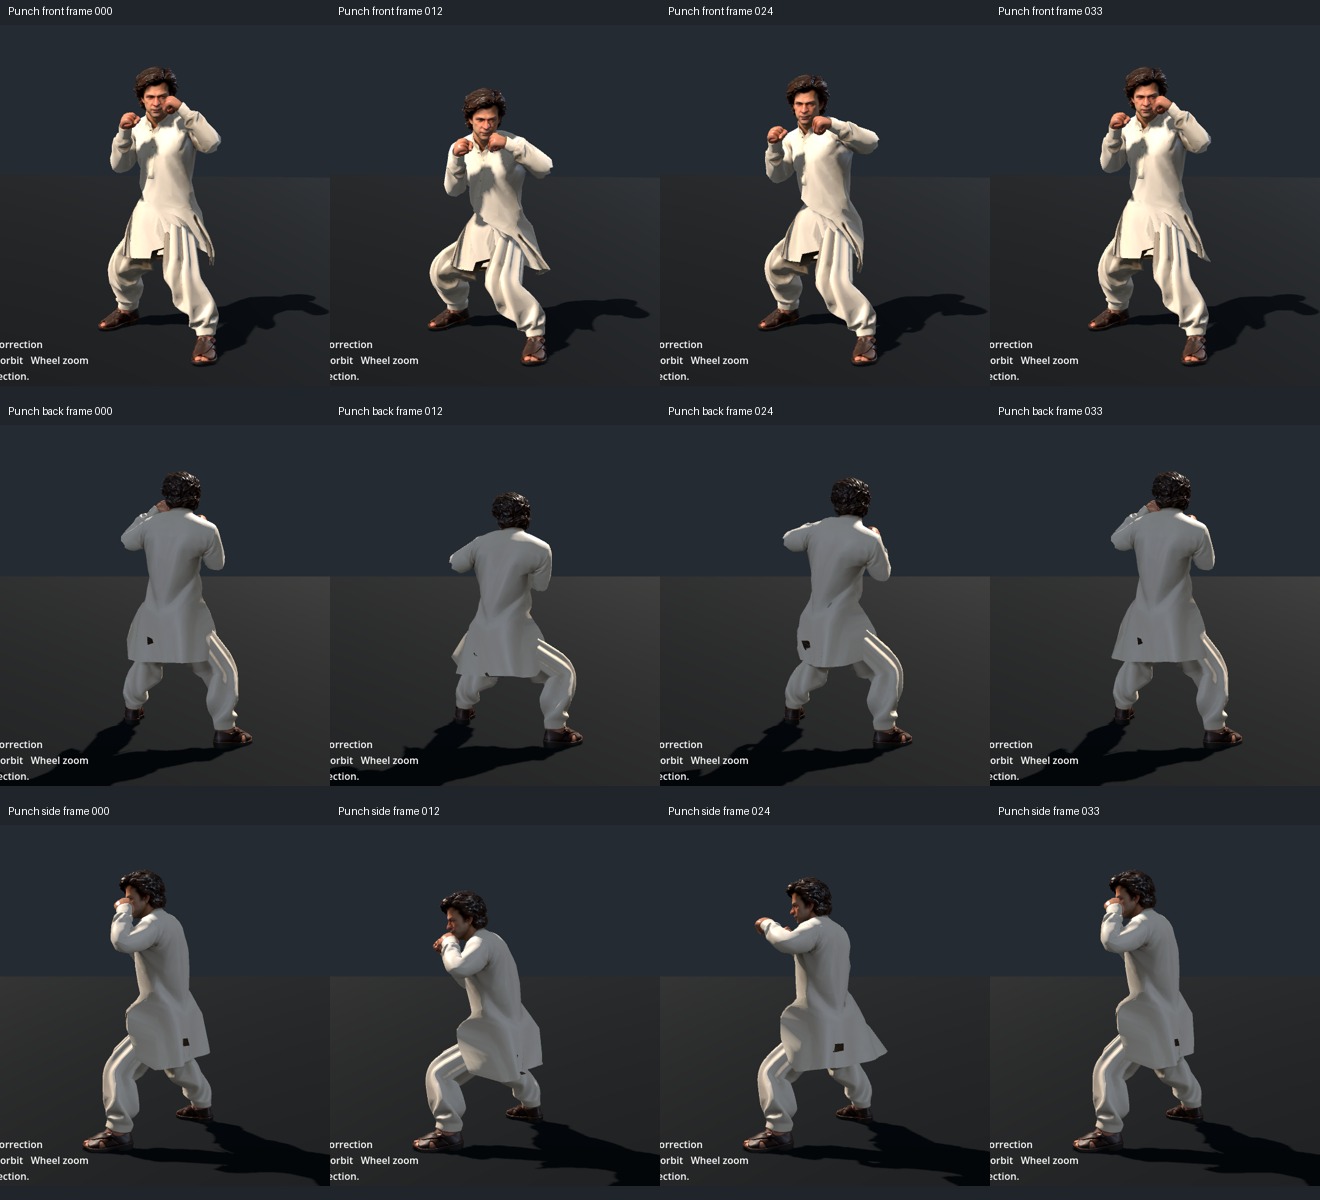 Punch front frame 000
Punch front frame 012
Punch front frame 024
Punch front frame 033
orrection
orbit Wheel zoom
ection.
orrection
orbit Wheel zoom
ection.
orrection
orbit Wheel zoom
ection.
orrection
orbit Wheel zoom
ection.
Punch back frame 000
Punch back frame 012
Punch back frame 024
Punch back frame 033
orrection
orbit Wheel zoom
ection.
orrection
orbit Wheel zoom
ection.
orrection
orbit Wheel zoom
ection.
orrection
orbit Wheel zoom
ection.
Punch side frame 000
Punch side frame 012
Punch side frame 024
Punch side frame 033
orrection
orbit Wheel zoom
ection.
orrection
orbit Wheel zoom
ection.
orrection
orbit Wheel zoom
ection.
orrection
orbit Wheel zoom
ection.